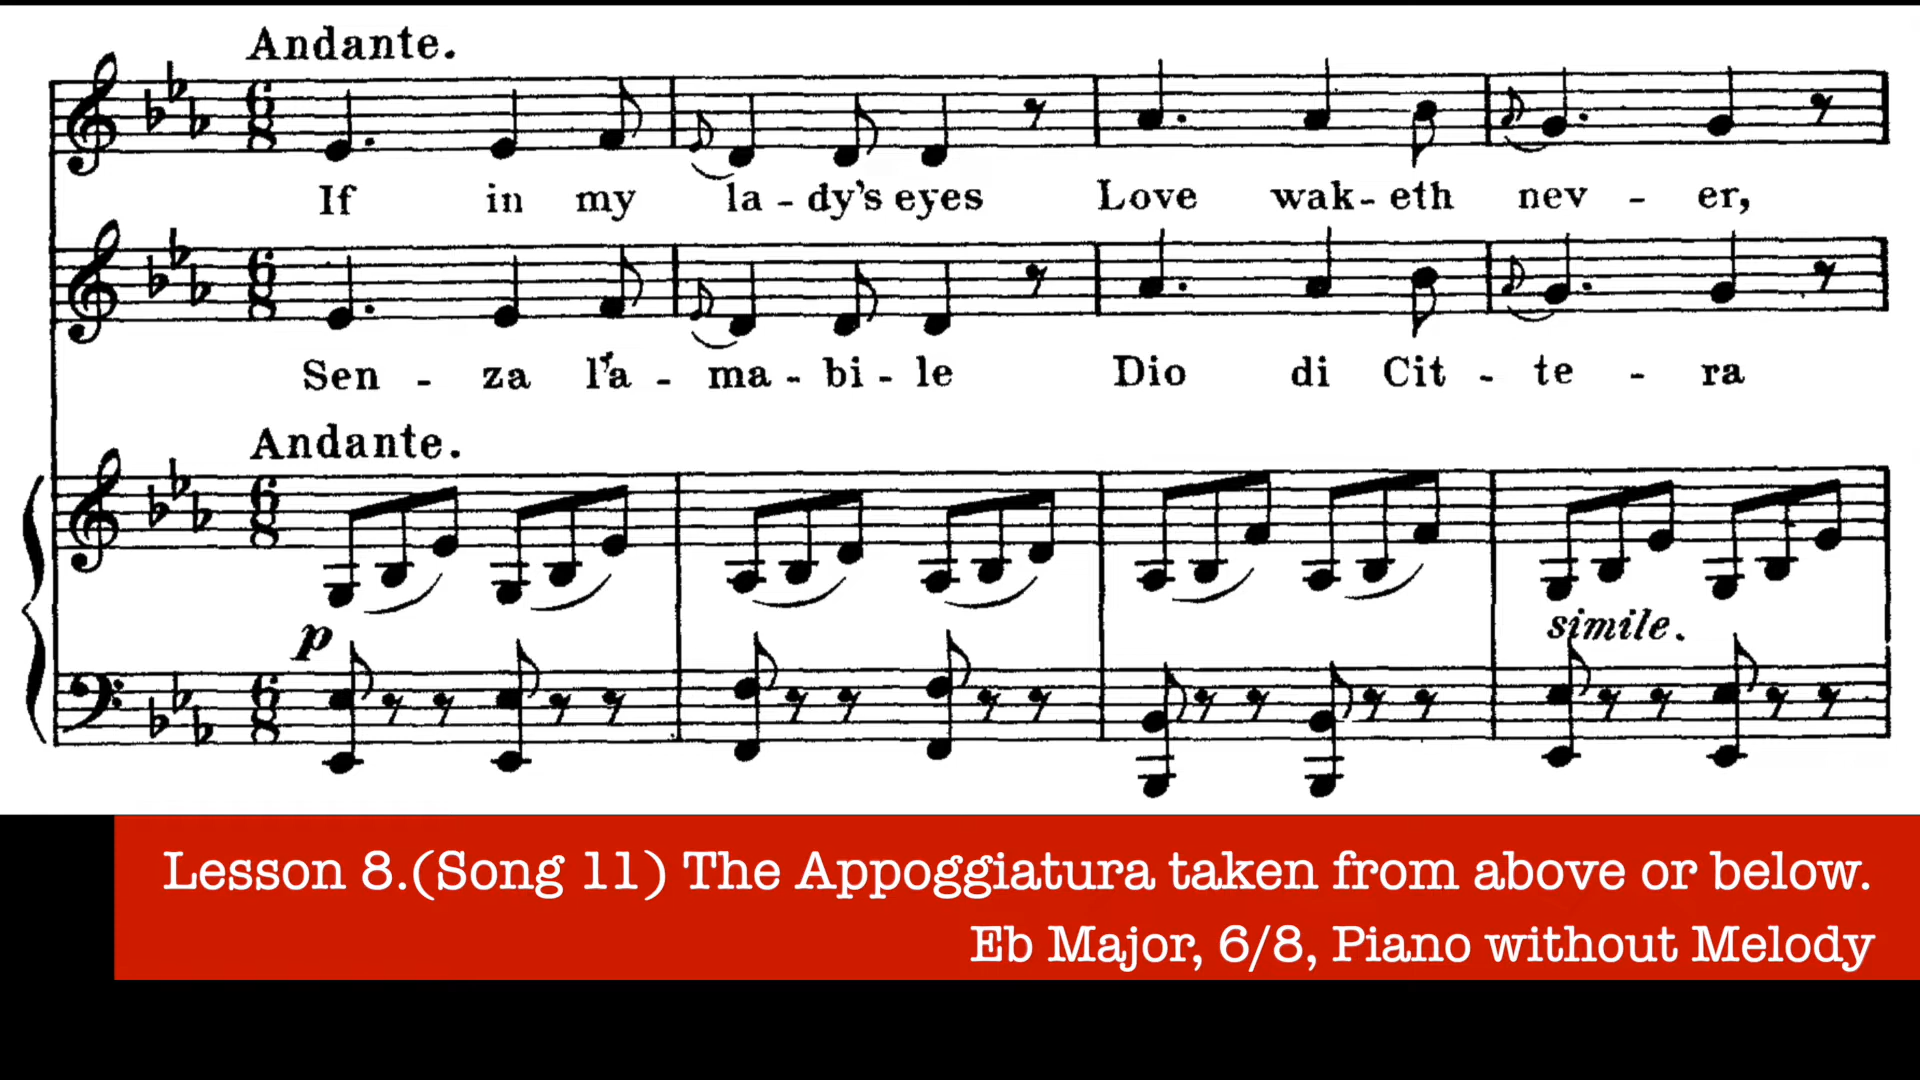 Andante.
If in my la - dy's eyes Love wak - eth nev - er,
Sen - za l'a - ma - bi - le Dio di Cit - te - ra
Andante.
p
simile.
Lesson 8.(Song 11) The Appoggiatura taken from above or below.
Eb Major, 6/8, Piano without Melody